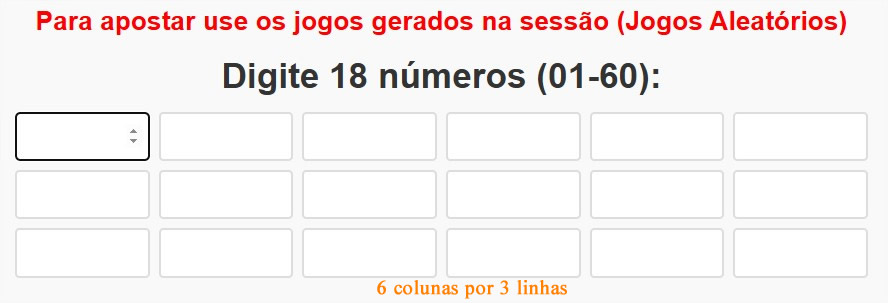 Para apostar use os jogos gerados na sessão (Jogos Aleatórios)
Digite 18 números (01-60):
6 colunas por 3 linhas